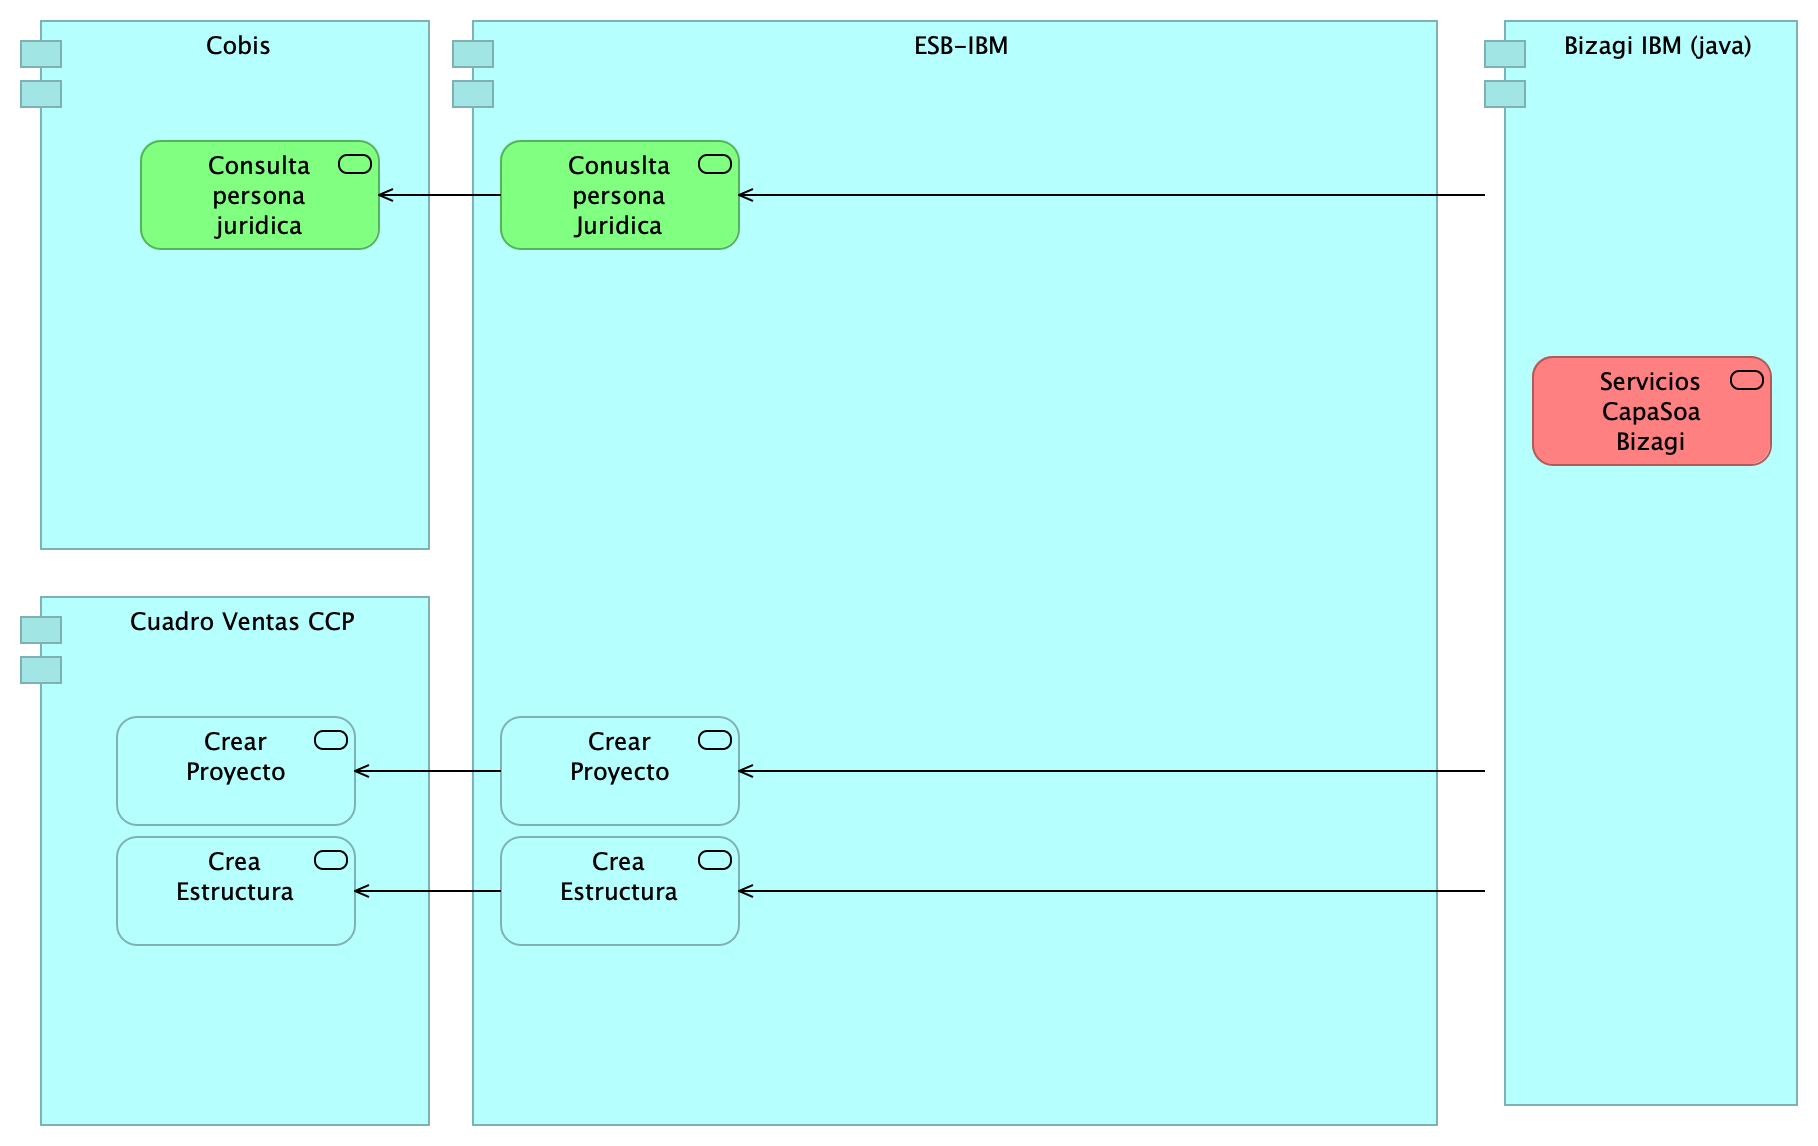 Cobis
ESB-IBM
Bizagi IBM (java)
Consulta
persona
juridica
Conuslta
persona
Juridica
Servicios
CapaSoa
Bizagi
Cuadro Ventas CCP
Crear
Proyecto
Crear
Proyecto
Crea
Estructura
Crea
Estructura